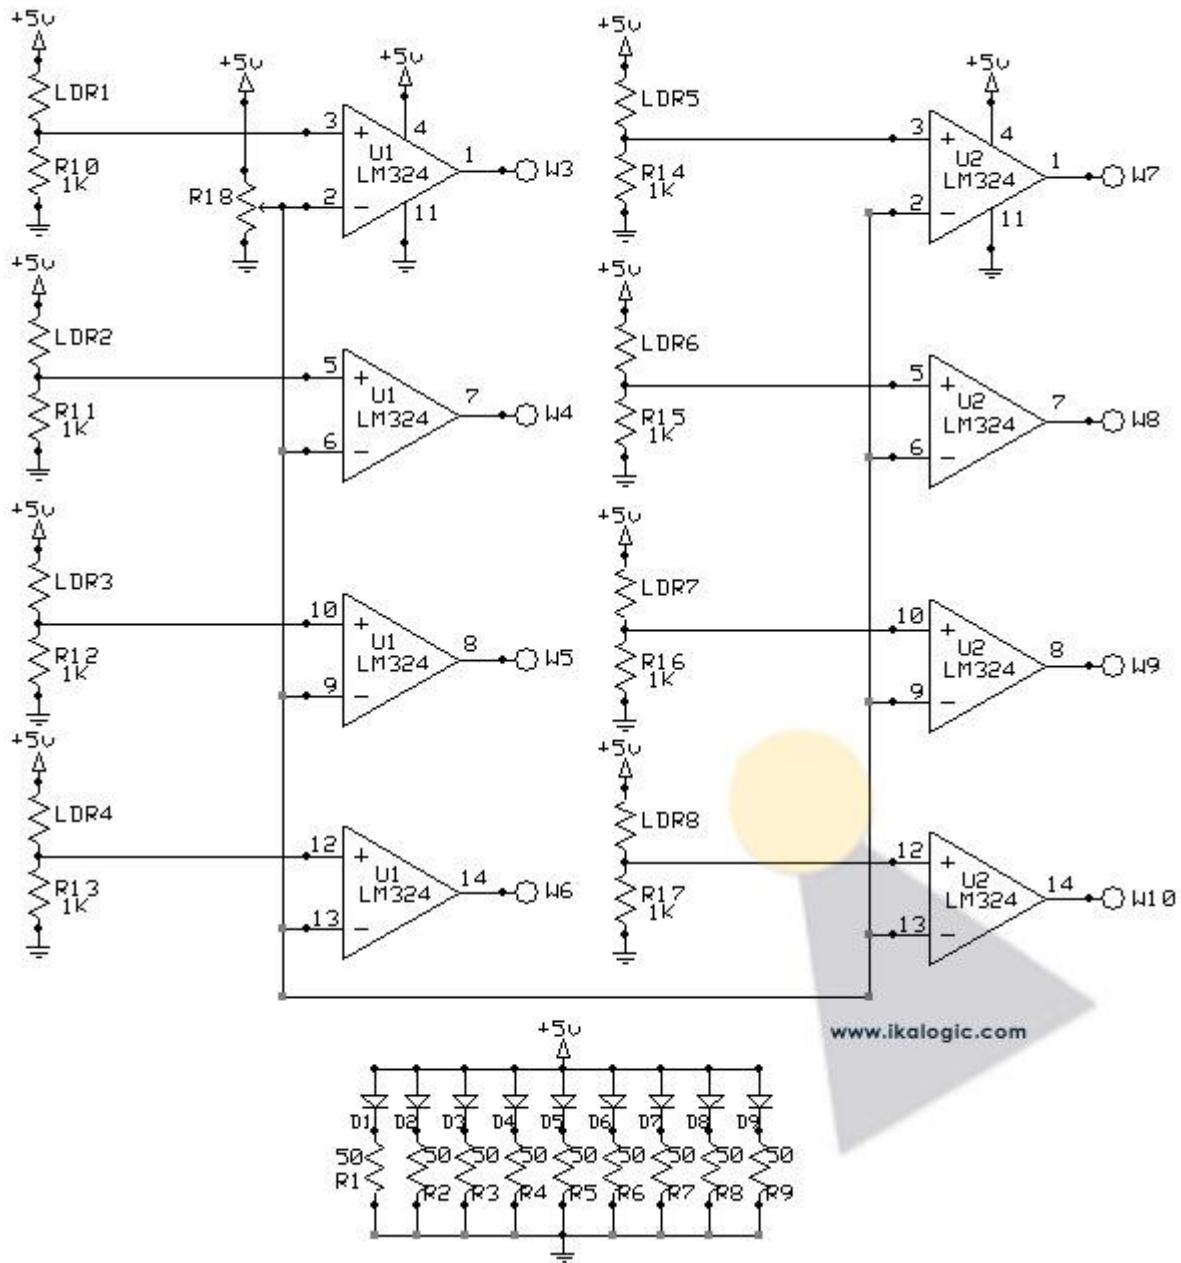 +5v
LDR1
R10
1K
+5v
R18
+5v
3
+
4
U1
LM324
1
W3
2
−
11
+5v
LDR2
R11
1K
5
+
U1
LM324
7
W4
6
−
+5v
LDR3
R12
1K
10
+
U1
LM324
8
W5
9
−
+5v
LDR4
R13
1K
12
+
U1
LM324
14
W6
13
−
+5v
LDR5
R14
1K
+5v
3
+
4
U2
LM324
1
W7
2
−
11
+5v
LDR6
R15
1K
5
+
U2
LM324
7
W8
6
−
+5v
LDR7
R16
1K
10
+
U2
LM324
8
W9
9
−
+5v
LDR8
R17
1K
12
+
U2
LM324
14
W10
13
−
www.ikalogic.com
+5v
D1 D2 D3 D4 D5 D6 D7 D8 D9
50 50 50 50 50 50 50 50 50
R1 R2 R3 R4 R5 R6 R7 R8 R9